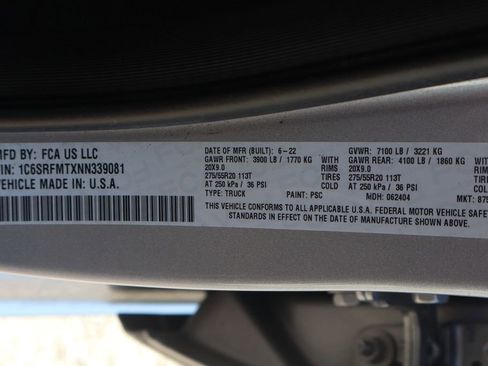 MFD BY: FCA US LLC
VIN: 1C6SRFMTXNN339081
VEHICLE MADE IN U.S.A.
DATE OF MFR (BUILT): 6-22 GVWR: 7100 LB / 3221 KG
GAWR FRONT: 3900 LB / 1770 KG GAWR REAR: 4100 LB / 1860 KG
20X9.0 RIMS 20X9.0
275/55R20 113T TIRES 275/55R20 113T
AT 250 kPa / 36 PSI COLD AT 250 kPa / 36 PSI
TYPE: TRUCK PAINT: PSC MDH: 062404 MKT: 875
THIS VEHICLE CONFORMS TO ALL APPLICABLE U.S.A. FEDERAL MOTOR VEHICLE SAFE
STANDARDS IN EFFECT ON THE DATE OF MANUFACTURE SHOWN ABOVE.